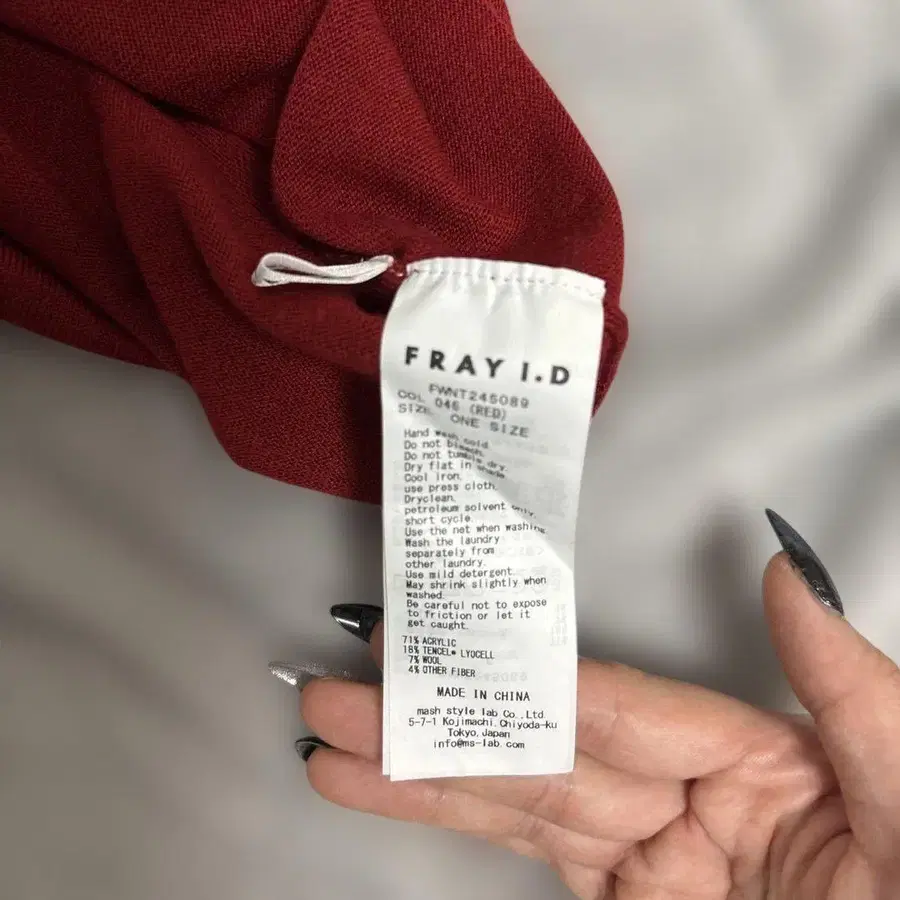 FRAY I.D
FWNT245089
COL 046 (RED)
SIZE ONE SIZE
Hand wash cold.
Do not bleach.
Do not tumble dry.
Dry flat in shade.
Cool iron.
use press cloth.
Dryclean.
petroleum solvent only.
short cycle.
Use the net when washing.
Wash the laundry
separately from
other laundry.
Use mild detergent.
May shrink slightly when
washed.
Be careful not to expose
to friction or let it
get caught.
71% ACRYLIC
18% TENCEL* LYOCELL
7% WOOL
4% OTHER FIBER
MADE IN CHINA
mash style lab Co.,Ltd.
5-7-1 Kojimachi.Chiyoda-ku
Tokyo,Japan
info@ms-lab.com